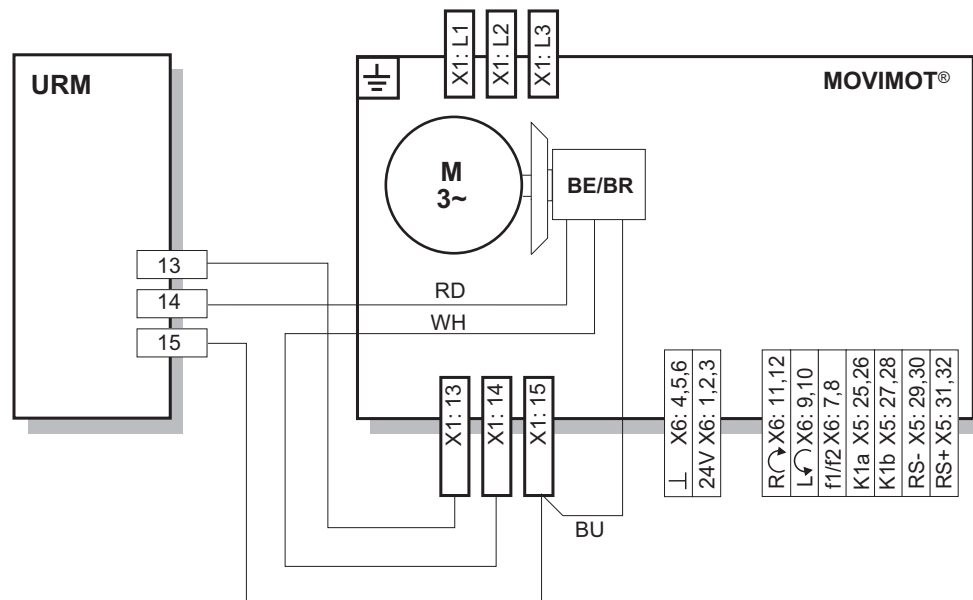 X1: L1
X1: L2
X1: L3
URM
MOVIMOT®
M
3~
BE/BR
13
14
15
RD
WH
X1: 13
X1: 14
X1: 15
BU
⊥ X6: 4,5,6
24V X6: 1,2,3
R X6: 11,12
L X6: 9,10
f1/f2 X6: 7,8
K1a X5: 25,26
K1b X5: 27,28
RS- X5: 29,30
RS+ X5: 31,32